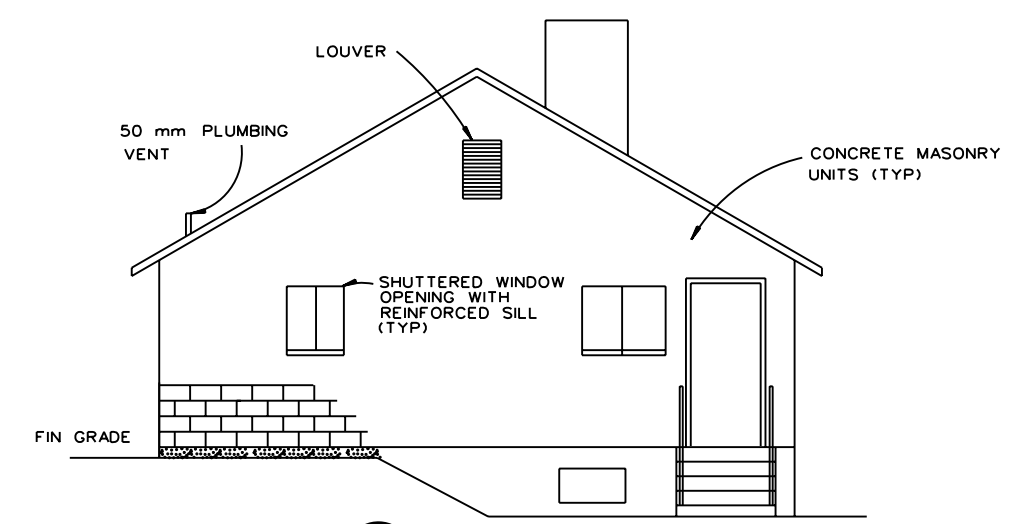 LOUVER
50 mm PLUMBING
VENT
CONCRETE MASONRY
UNITS (TYP)
SHUTTERED WINDOW
OPENING WITH
REINFORCED SILL
(TYP)
FIN GRADE